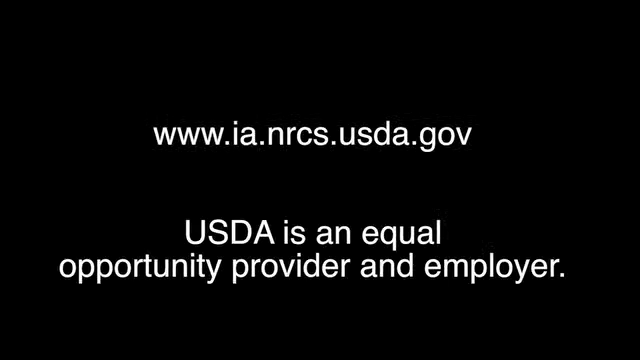 www.ia.nrcs.usda.gov
USDA is an equal
opportunity provider and employer.